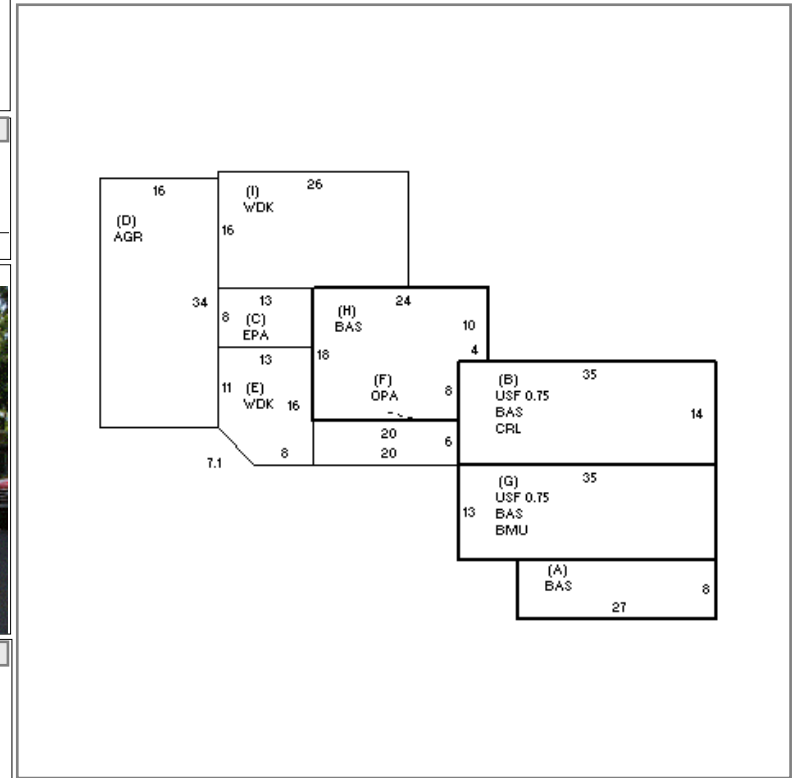 16
(D)
AGR
34
(I)
WDK
26
16
13
8
(C)
EPA
(H)
BAS
24
10
4
18
13
11
(E)
WDK
16
8
7.1
(F)
OPA
8
20
6
20
(B)
USF 0.75
BAS
CRL
35
14
(G)
USF 0.75
BAS
BMU
35
13
(A)
BAS
8
27